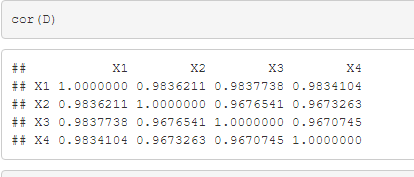 cor(D)
##           X1        X2        X3        X4
## X1 1.0000000 0.9836211 0.9837738 0.9834104
## X2 0.9836211 1.0000000 0.9676541 0.9673263
## X3 0.9837738 0.9676541 1.0000000 0.9670745
## X4 0.9834104 0.9673263 0.9670745 1.0000000